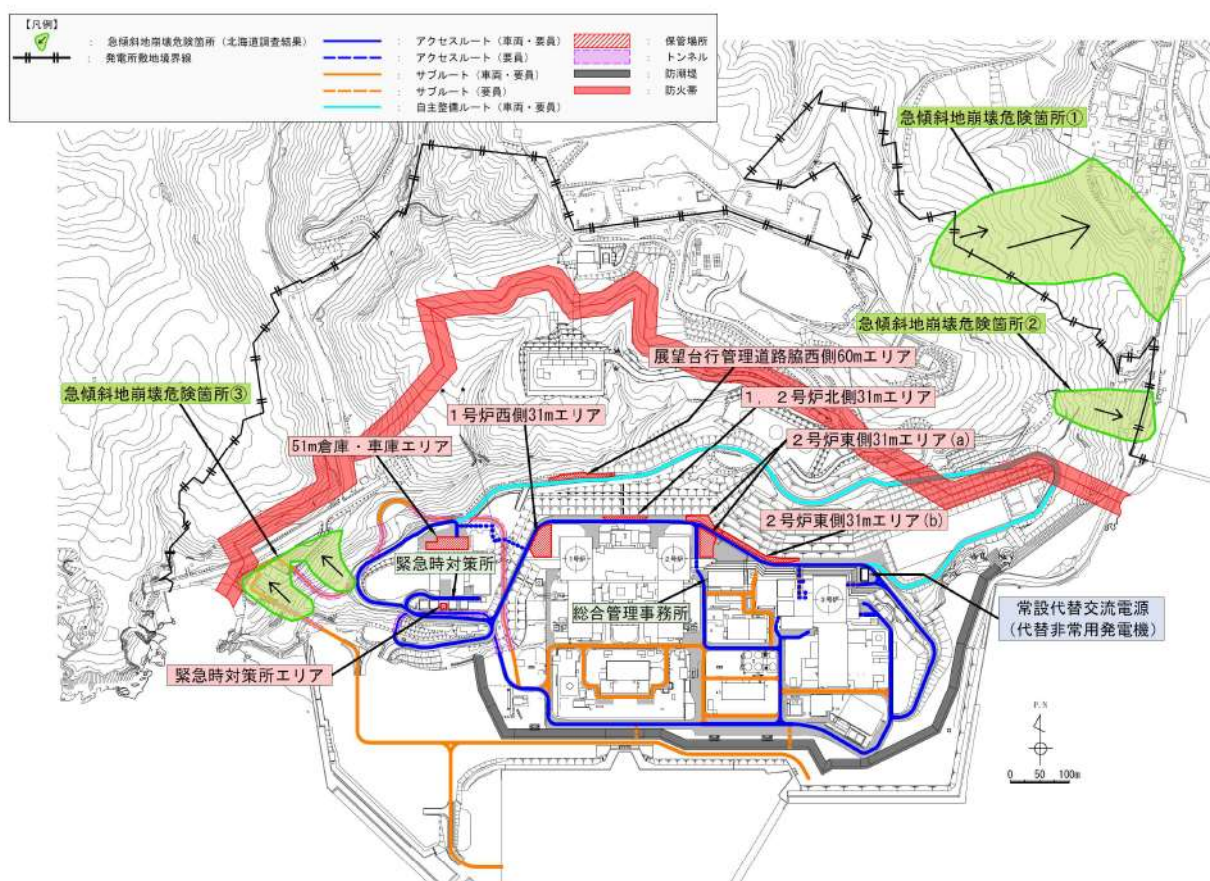 【凡例】
： 急傾斜地崩壊危険箇所（北海道調査結果）
： 発電所敷地境界線
： アクセスルート（車両・要員）
： アクセスルート（要員）
： サブルート（車両・要員）
： サブルート（要員）
： 自主整備ルート（車両・要員）
： 保管場所
： トンネル
： 防潮堤
： 防火帯
急傾斜地崩壊危険箇所①
急傾斜地崩壊危険箇所②
展望台行管理道路脇西側60mエリア
急傾斜地崩壊危険箇所③
1，2号炉北側31mエリア
1号炉西側31mエリア
51m倉庫・車庫エリア
2号炉東側31mエリア(a)
2号炉東側31mエリア(b)
緊急時対策所
1号炉
2号炉
3号炉
総合管理事務所
常設代替交流電源
（代替非常用発電機）
緊急時対策所エリア
P.N
0 50 100m